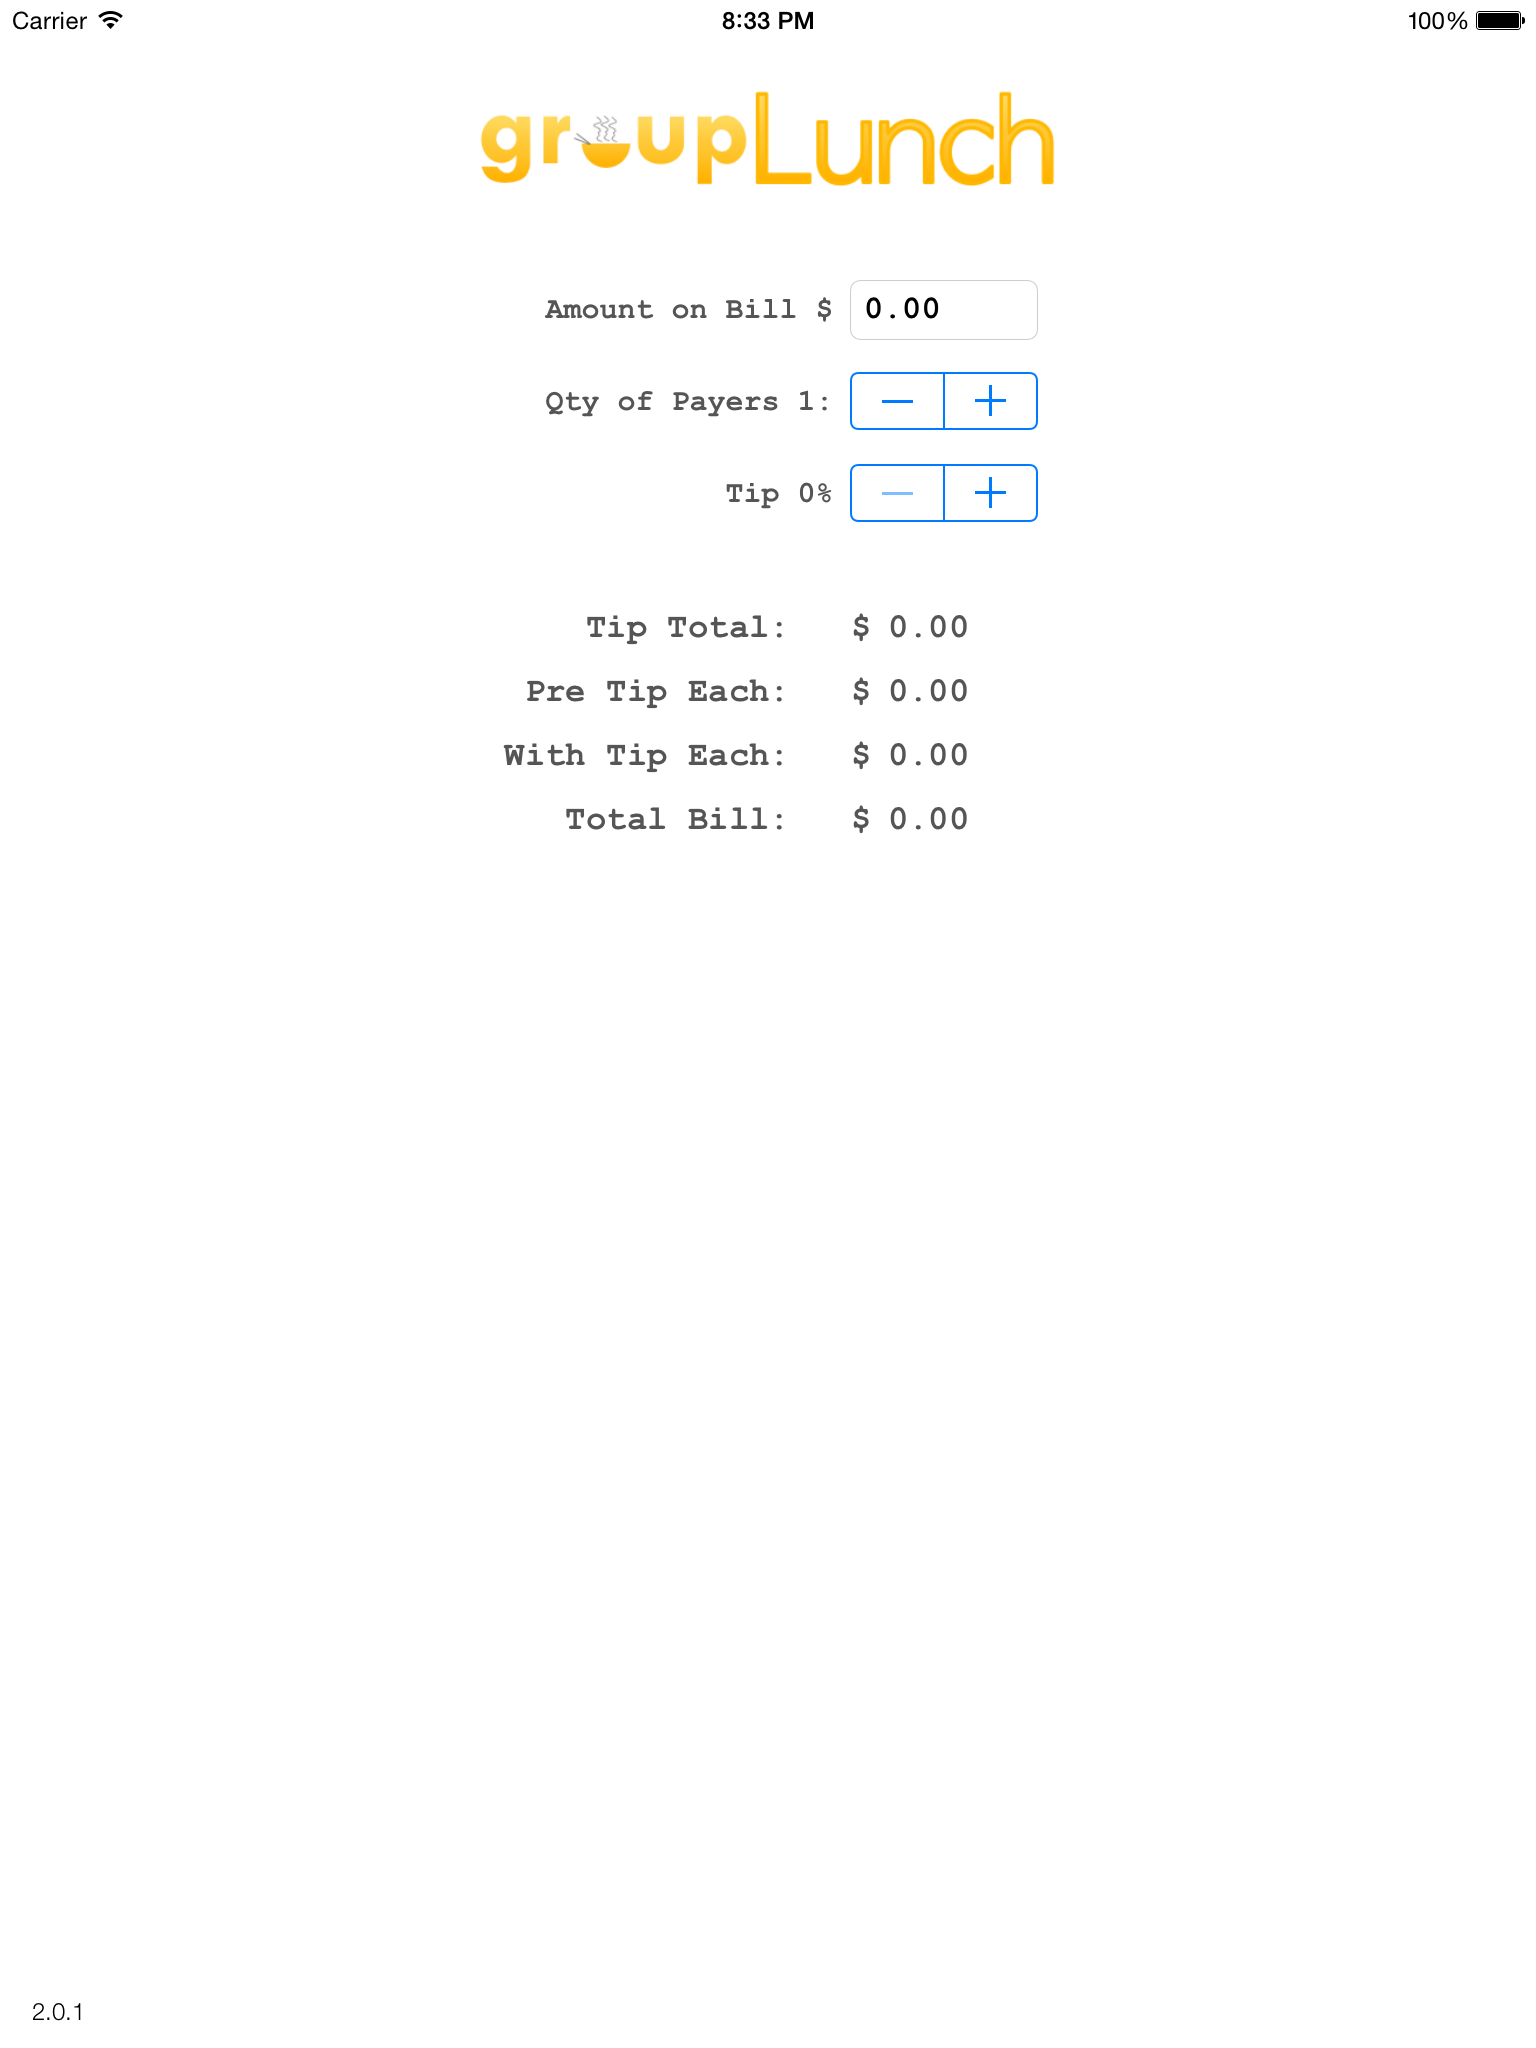 Carrier 8:33 PM 100%
groupLunch
Amount on Bill $ 0.00
Qty of Payers 1:
Tip 0%
Tip Total: $ 0.00
Pre Tip Each: $ 0.00
With Tip Each: $ 0.00
Total Bill: $ 0.00
2.0.1